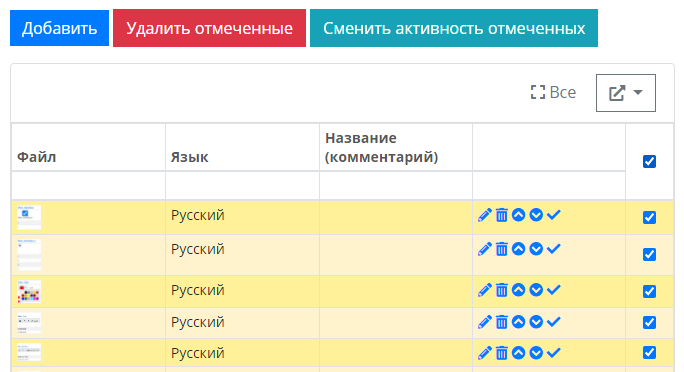 Добавить Удалить отмеченные Сменить активность отмеченных
Все
Файл Язык Название (комментарий)
Русский
Русский
Русский
Русский
Русский